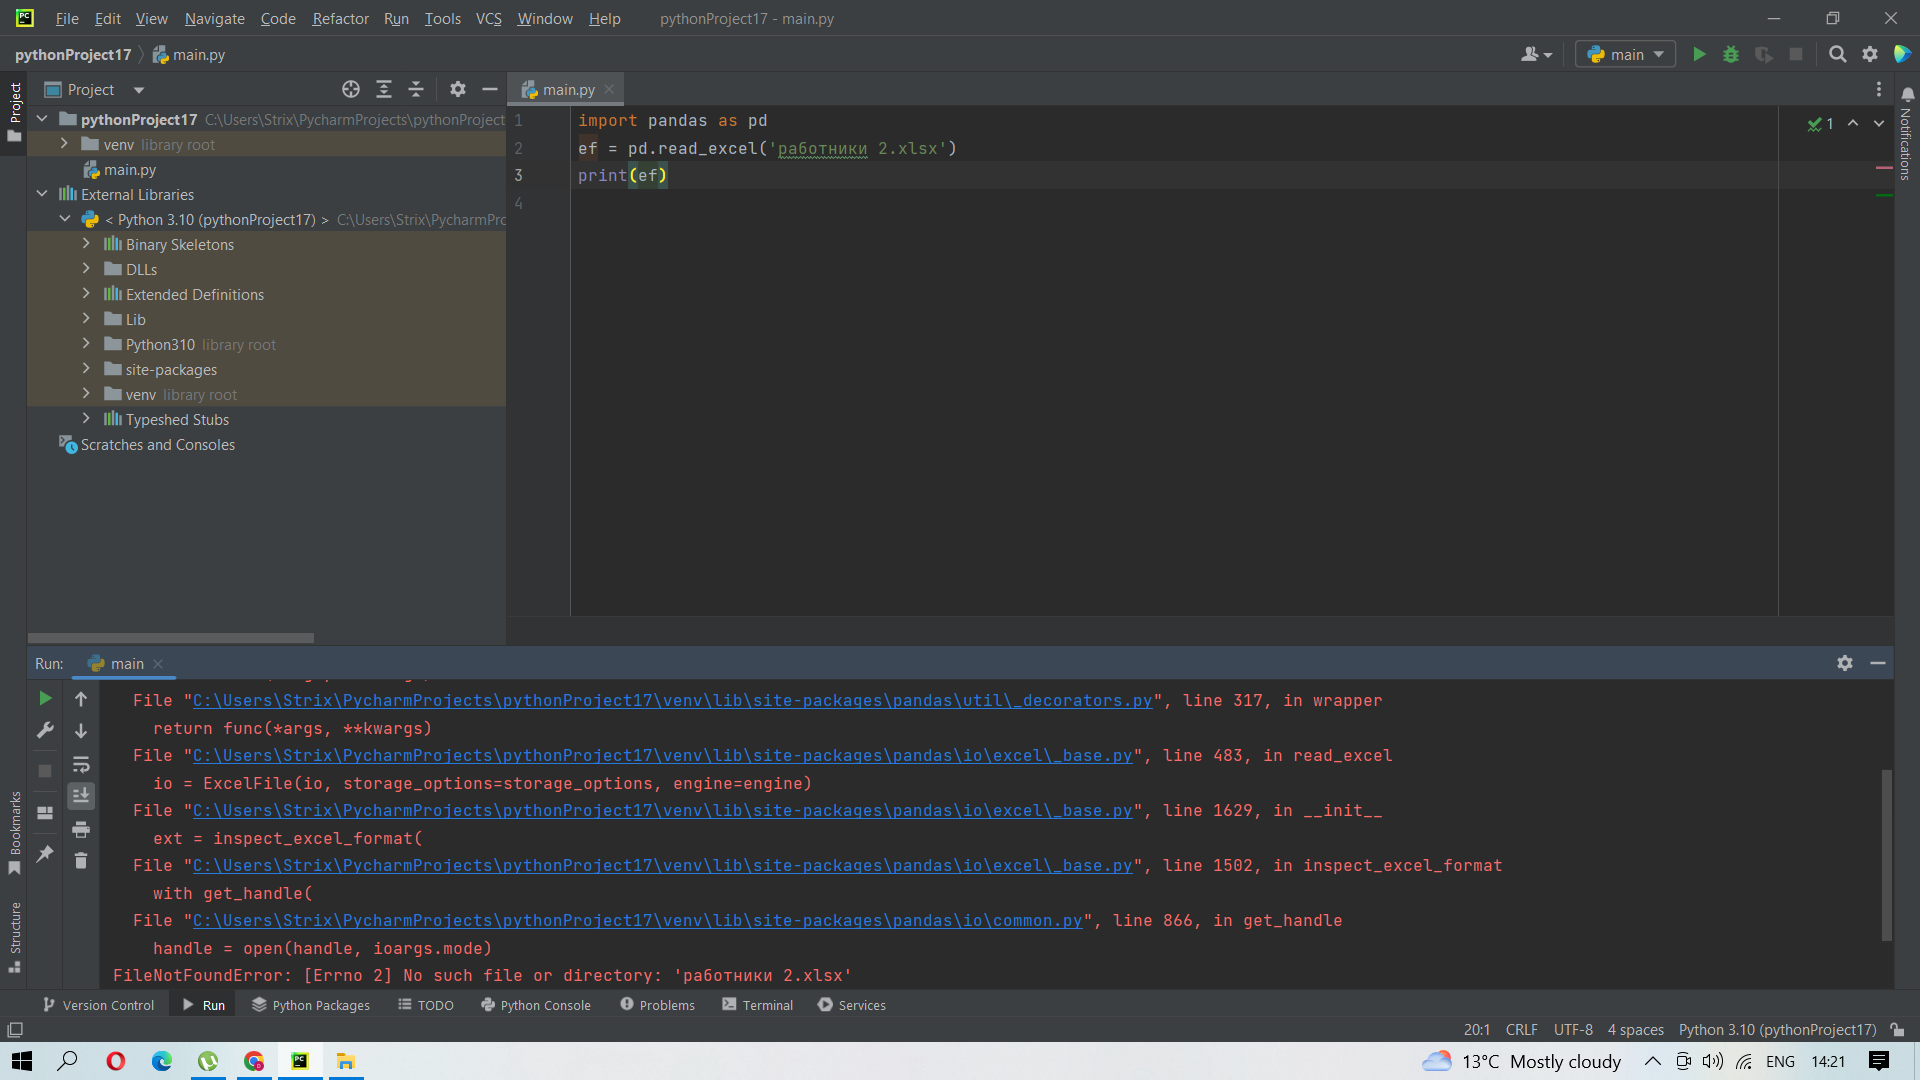 File Edit View Navigate Code Refactor Run Tools VCS Window Help pythonProject17 - main.py
pythonProject17 main.py
main
Project
Project
pythonProject17 C:\Users\Strix\PycharmProjects\pythonProject
venv library root
main.py
External Libraries
< Python 3.10 (pythonProject17) > C:\Users\Strix\PycharmPro
Binary Skeletons
DLLs
Extended Definitions
Lib
Python310 library root
site-packages
venv library root
Typeshed Stubs
Scratches and Consoles
main.py
1 import pandas as pd
2 ef = pd.read_excel('работники 2.xlsx')
3 print(ef)
4
1
Notifications
Run: main
File "C:\Users\Strix\PycharmProjects\pythonProject17\venv\lib\site-packages\pandas\util\_decorators.py", line 317, in wrapper
return func(*args, **kwargs)
File "C:\Users\Strix\PycharmProjects\pythonProject17\venv\lib\site-packages\pandas\io\excel\_base.py", line 483, in read_excel
io = ExcelFile(io, storage_options=storage_options, engine=engine)
File "C:\Users\Strix\PycharmProjects\pythonProject17\venv\lib\site-packages\pandas\io\excel\_base.py", line 1629, in __init__
ext = inspect_excel_format(
File "C:\Users\Strix\PycharmProjects\pythonProject17\venv\lib\site-packages\pandas\io\excel\_base.py", line 1502, in inspect_excel_format
with get_handle(
File "C:\Users\Strix\PycharmProjects\pythonProject17\venv\lib\site-packages\pandas\io\common.py", line 866, in get_handle
handle = open(handle, ioargs.mode)
FileNotFoundError: [Errno 2] No such file or directory: 'работники 2.xlsx'
Bookmarks
Structure
Version Control Run Python Packages TODO Python Console Problems Terminal Services
20:1 CRLF UTF-8 4 spaces Python 3.10 (pythonProject17)
13°C Mostly cloudy ENG 14:21